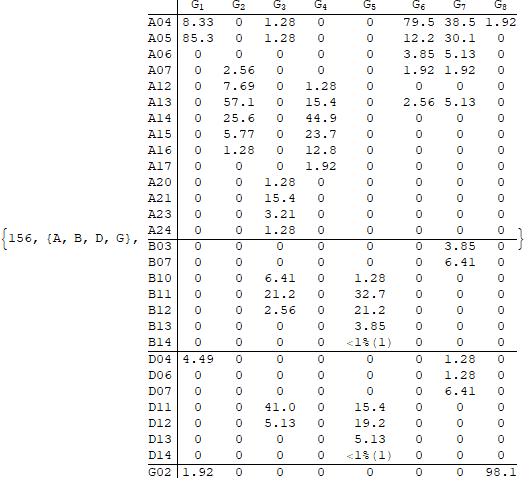 G₁ G₂ G₃ G₄ G₅ G₆ G₇ G₈
A04 8.33 0 1.28 0 0 79.5 38.5 1.92
A05 85.3 0 1.28 0 0 12.2 30.1 0
A06 0 0 0 0 0 3.85 5.13 0
A07 0 2.56 0 0 0 1.92 1.92 0
A12 0 7.69 0 1.28 0 0 0 0
A13 0 57.1 0 15.4 0 2.56 5.13 0
A14 0 25.6 0 44.9 0 0 0 0
A15 0 5.77 0 23.7 0 0 0 0
A16 0 1.28 0 12.8 0 0 0 0
A17 0 0 0 1.92 0 0 0 0
A20 0 0 1.28 0 0 0 0 0
A21 0 0 15.4 0 0 0 0 0
A23 0 0 3.21 0 0 0 0 0
A24 0 0 1.28 0 0 0 0 0
{156, {A, B, D, G}, B03 0 0 0 0 0 0 3.85 0 }
B07 0 0 0 0 0 0 6.41 0
B10 0 0 6.41 0 1.28 0 0 0
B11 0 0 21.2 0 32.7 0 0 0
B12 0 0 2.56 0 21.2 0 0 0
B13 0 0 0 0 3.85 0 0 0
B14 0 0 0 0 <1%(1) 0 0 0
D04 4.49 0 0 0 0 0 1.28 0
D06 0 0 0 0 0 0 1.28 0
D07 0 0 0 0 0 0 6.41 0
D11 0 0 41.0 0 15.4 0 0 0
D12 0 0 5.13 0 19.2 0 0 0
D13 0 0 0 0 5.13 0 0 0
D14 0 0 0 0 <1%(1) 0 0 0
G02 1.92 0 0 0 0 0 0 98.1